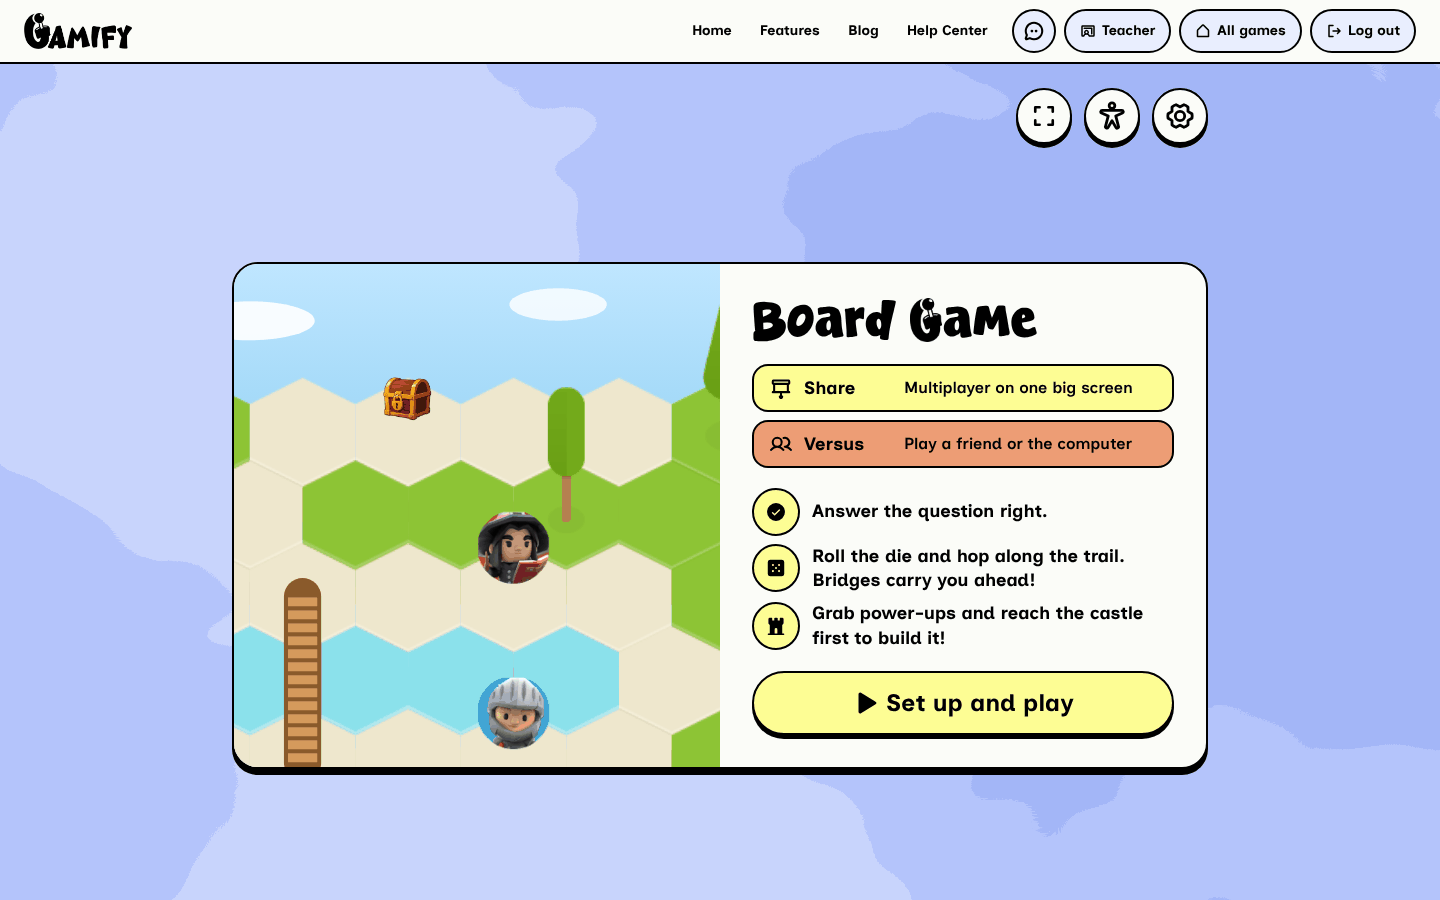 GAMIFY
Home
Features
Blog
Help Center
Teacher
All games
Log out
Board Game
Share
Multiplayer on one big screen
Versus
Play a friend or the computer
Answer the question right.
Roll the die and hop along the trail.
Bridges carry you ahead!
Grab power-ups and reach the castle
first to build it!
Set up and play